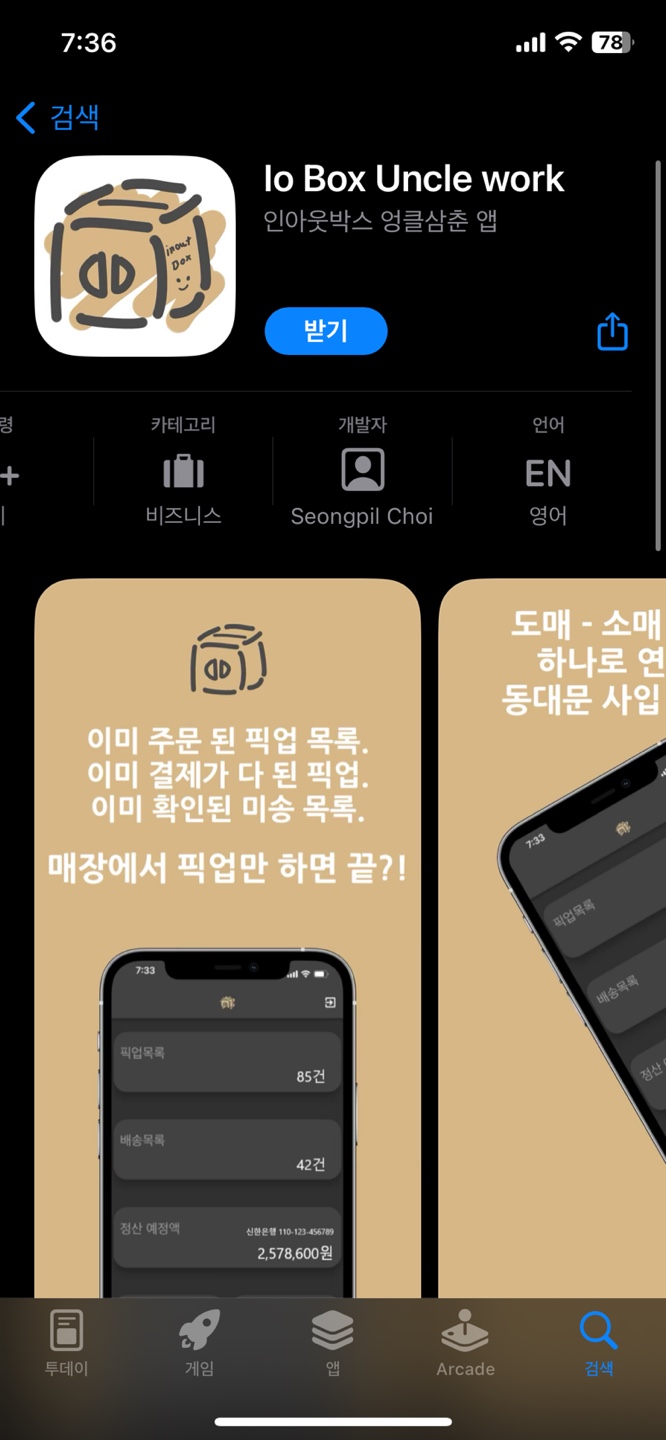 7:36
78
검색
Io Box Uncle work
인아웃박스 엉클삼춘 앱
inout
Box
받기
령
카테고리
개발자
언어
+
EN
비즈니스
Seongpil Choi
영어
이미 주문 된 픽업 목록.
이미 결제가 다 된 픽업.
이미 확인된 미송 목록.
매장에서 픽업만 하면 끝?!
7:33
픽업목록
85건
배송목록
42건
정산 예정액
신한은행 110-123-456789
2,578,600원
도매 - 소매
하나로 연
동대문 사입
7:33
픽업목록
배송목록
정산
투데이
게임
앱
Arcade
검색